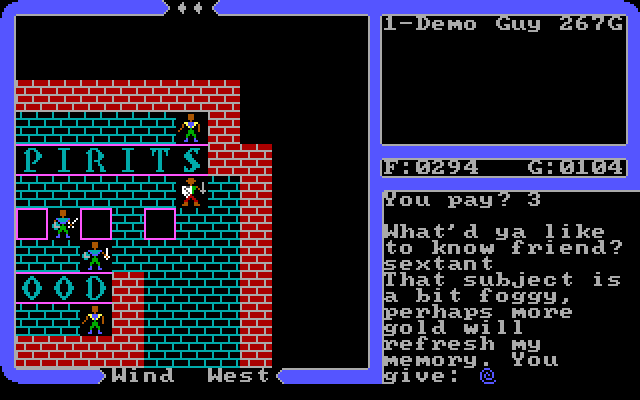 1-Demo Guy 267G
PIRITS
OOD
F:0294 G:0104
You pay? 3
What'd ya like
to know friend?
sextant
That subject is
a bit foggy,
perhaps more
gold will
refresh my
memory. You
give:
Wind West